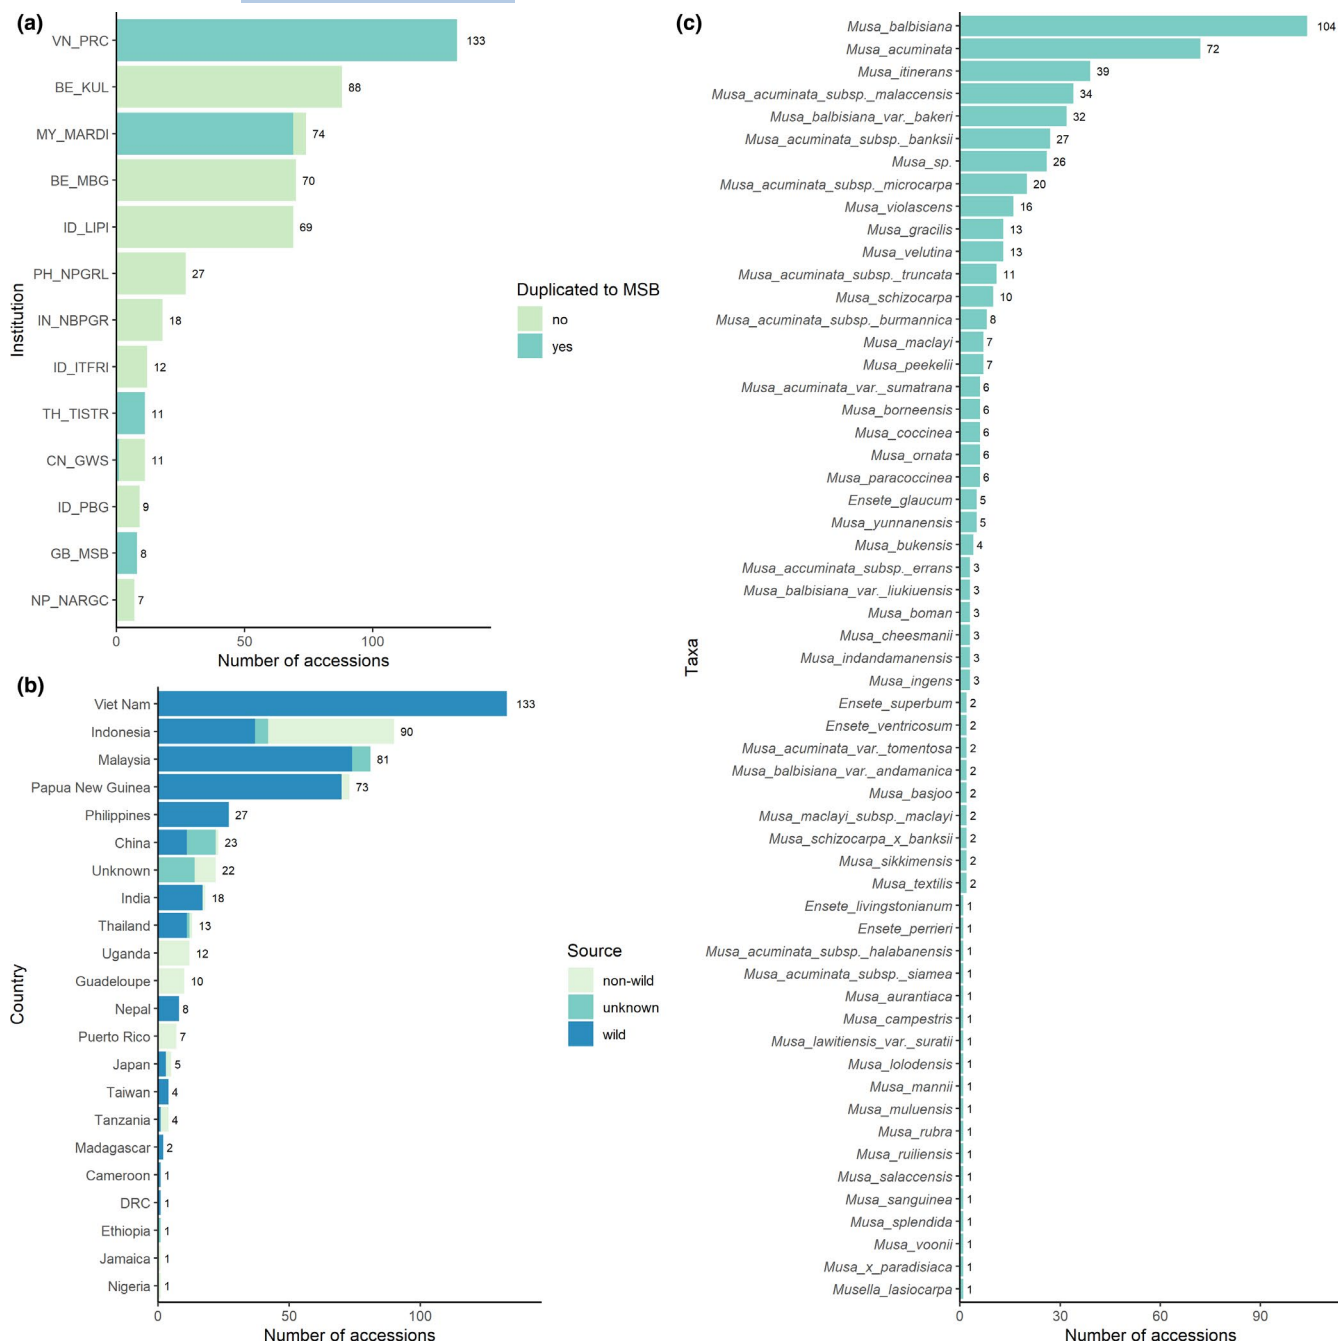 (a)
VN_PRC 133
BE_KUL 88
MY_MARDI 74
BE_MBG 70
ID_LIPI 69
PH_NPGRL 27
IN_NBPGR 18
ID_ITFRI 12
TH_TISTR 11
CN_GWS 11
ID_PBG 9
GB_MSB 8
NP_NARGC 7
Institution
0 50 100
Number of accessions
Duplicated to MSB
no
yes
(b)
Viet Nam 133
Indonesia 90
Malaysia 81
Papua New Guinea 73
Philippines 27
China 23
Unknown 22
India 18
Thailand 13
Uganda 12
Guadeloupe 10
Nepal 8
Puerto Rico 7
Japan 5
Taiwan 4
Tanzania 4
Madagascar 2
Cameroon 1
DRC 1
Ethiopia 1
Jamaica 1
Nigeria 1
Country
0 50 100
Number of accessions
Source
non-wild
unknown
wild
(c)
Musa_balbisiana 104
Musa_acuminata 72
Musa_itinerans 39
Musa_acuminata_subsp._malaccensis 34
Musa_balbisiana_var._bakeri 32
Musa_acuminata_subsp._banksii 27
Musa_sp. 26
Musa_acuminata_subsp._microcarpa 20
Musa_violascens 16
Musa_gracilis 13
Musa_velutina 13
Musa_acuminata_subsp._truncata 11
Musa_schizocarpa 10
Musa_acuminata_subsp._burmannica 8
Musa_maclayi 7
Musa_peekelii 7
Musa_acuminata_var._sumatrana 6
Musa_borneensis 6
Musa_coccinea 6
Musa_ornata 6
Musa_paracoccinea 6
Ensete_glaucum 5
Musa_yunnanensis 5
Musa_bukensis 4
Musa_accuminata_subsp._errans 3
Musa_balbisiana_var._liukiuensis 3
Musa_boman 3
Musa_cheesmanii 3
Musa_indandamanensis 3
Musa_ingens 3
Ensete_superbum 2
Ensete_ventricosum 2
Musa_acuminata_var._tomentosa 2
Musa_balbisiana_var._andamanica 2
Musa_basjoo 2
Musa_maclayi_subsp._maclayi 2
Musa_schizocarpa_x_banksii 2
Musa_sikkimensis 2
Musa_textilis 2
Ensete_livingstonianum 1
Ensete_perrieri 1
Musa_acuminata_subsp._halabanensis 1
Musa_acuminata_subsp._siamea 1
Musa_aurantiaca 1
Musa_campestris 1
Musa_lawitiensis_var._suratii 1
Musa_lolodensis 1
Musa_mannii 1
Musa_muluensis 1
Musa_rubra 1
Musa_ruiliensis 1
Musa_salaccensis 1
Musa_sanguinea 1
Musa_splendida 1
Musa_voonii 1
Musa_x_paradisiaca 1
Musella_lasiocarpa 1
Taxa
0 30 60 90
Number of accessions